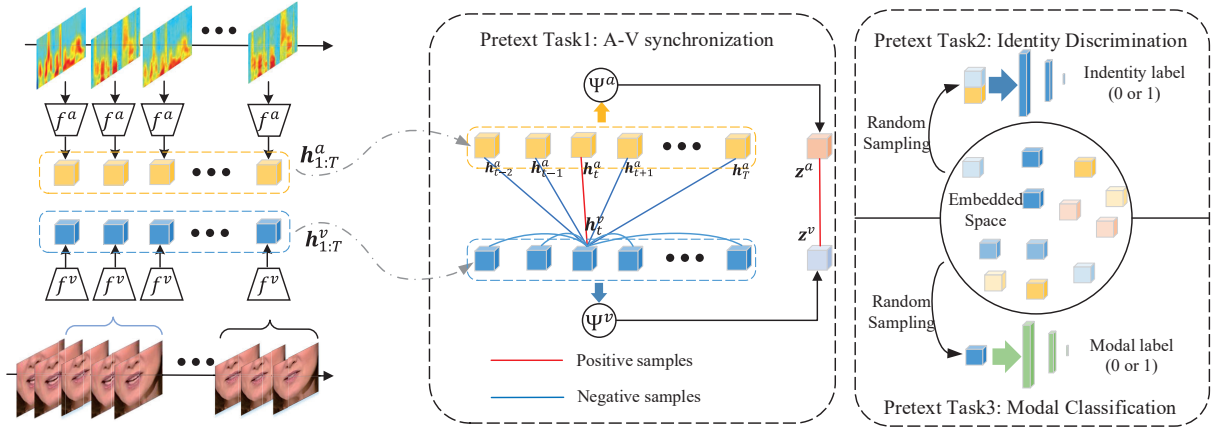 f^a f^a f^a f^a
h^a_{1:T}
h^v_{1:T}
f^v f^v f^v f^v
Pretext Task1: A-V synchronization
Ψ^a
h^a_{t-2} h^a_{t-1} h^a_t h^a_{t+1} h^a_T
z^a
h^v_t
z^v
Ψ^v
Positive samples
Negative samples
Pretext Task2: Identity Discrimination
Indentity label
(0 or 1)
Random
Sampling
Embedded
Space
Random
Sampling
Modal label
(0 or 1)
Pretext Task3: Modal Classification